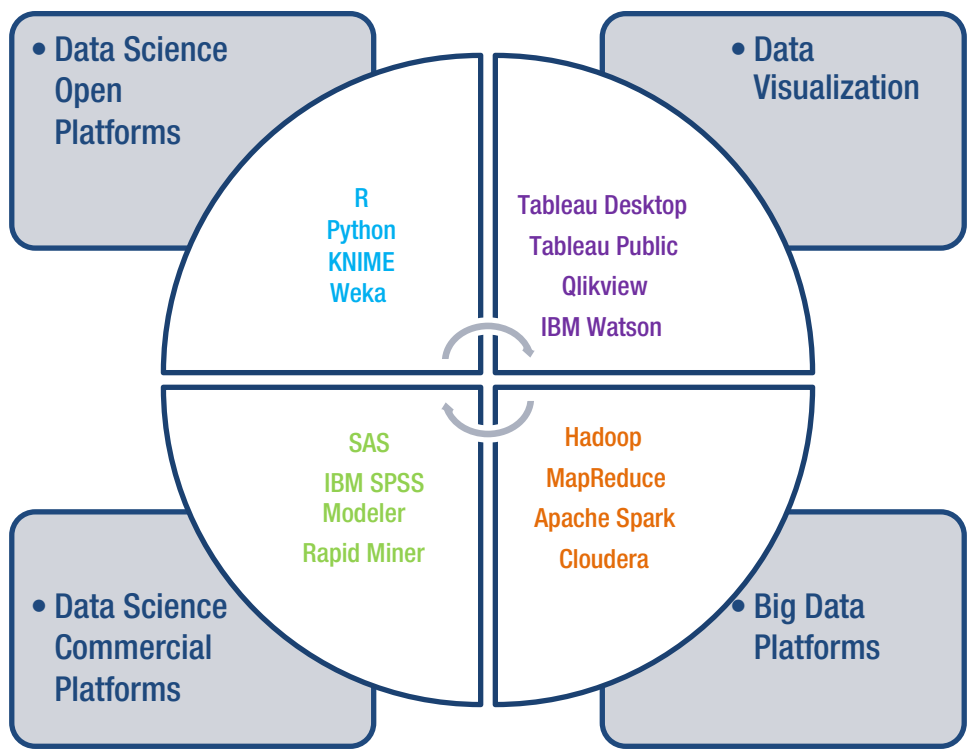 • Data Science
Open
Platforms
R
Python
KNIME
Weka
• Data
Visualization
Tableau Desktop
Tableau Public
Qlikview
IBM Watson
SAS
IBM SPSS
Modeler
Rapid Miner
• Data Science
Commercial
Platforms
Hadoop
MapReduce
Apache Spark
Cloudera
• Big Data
Platforms